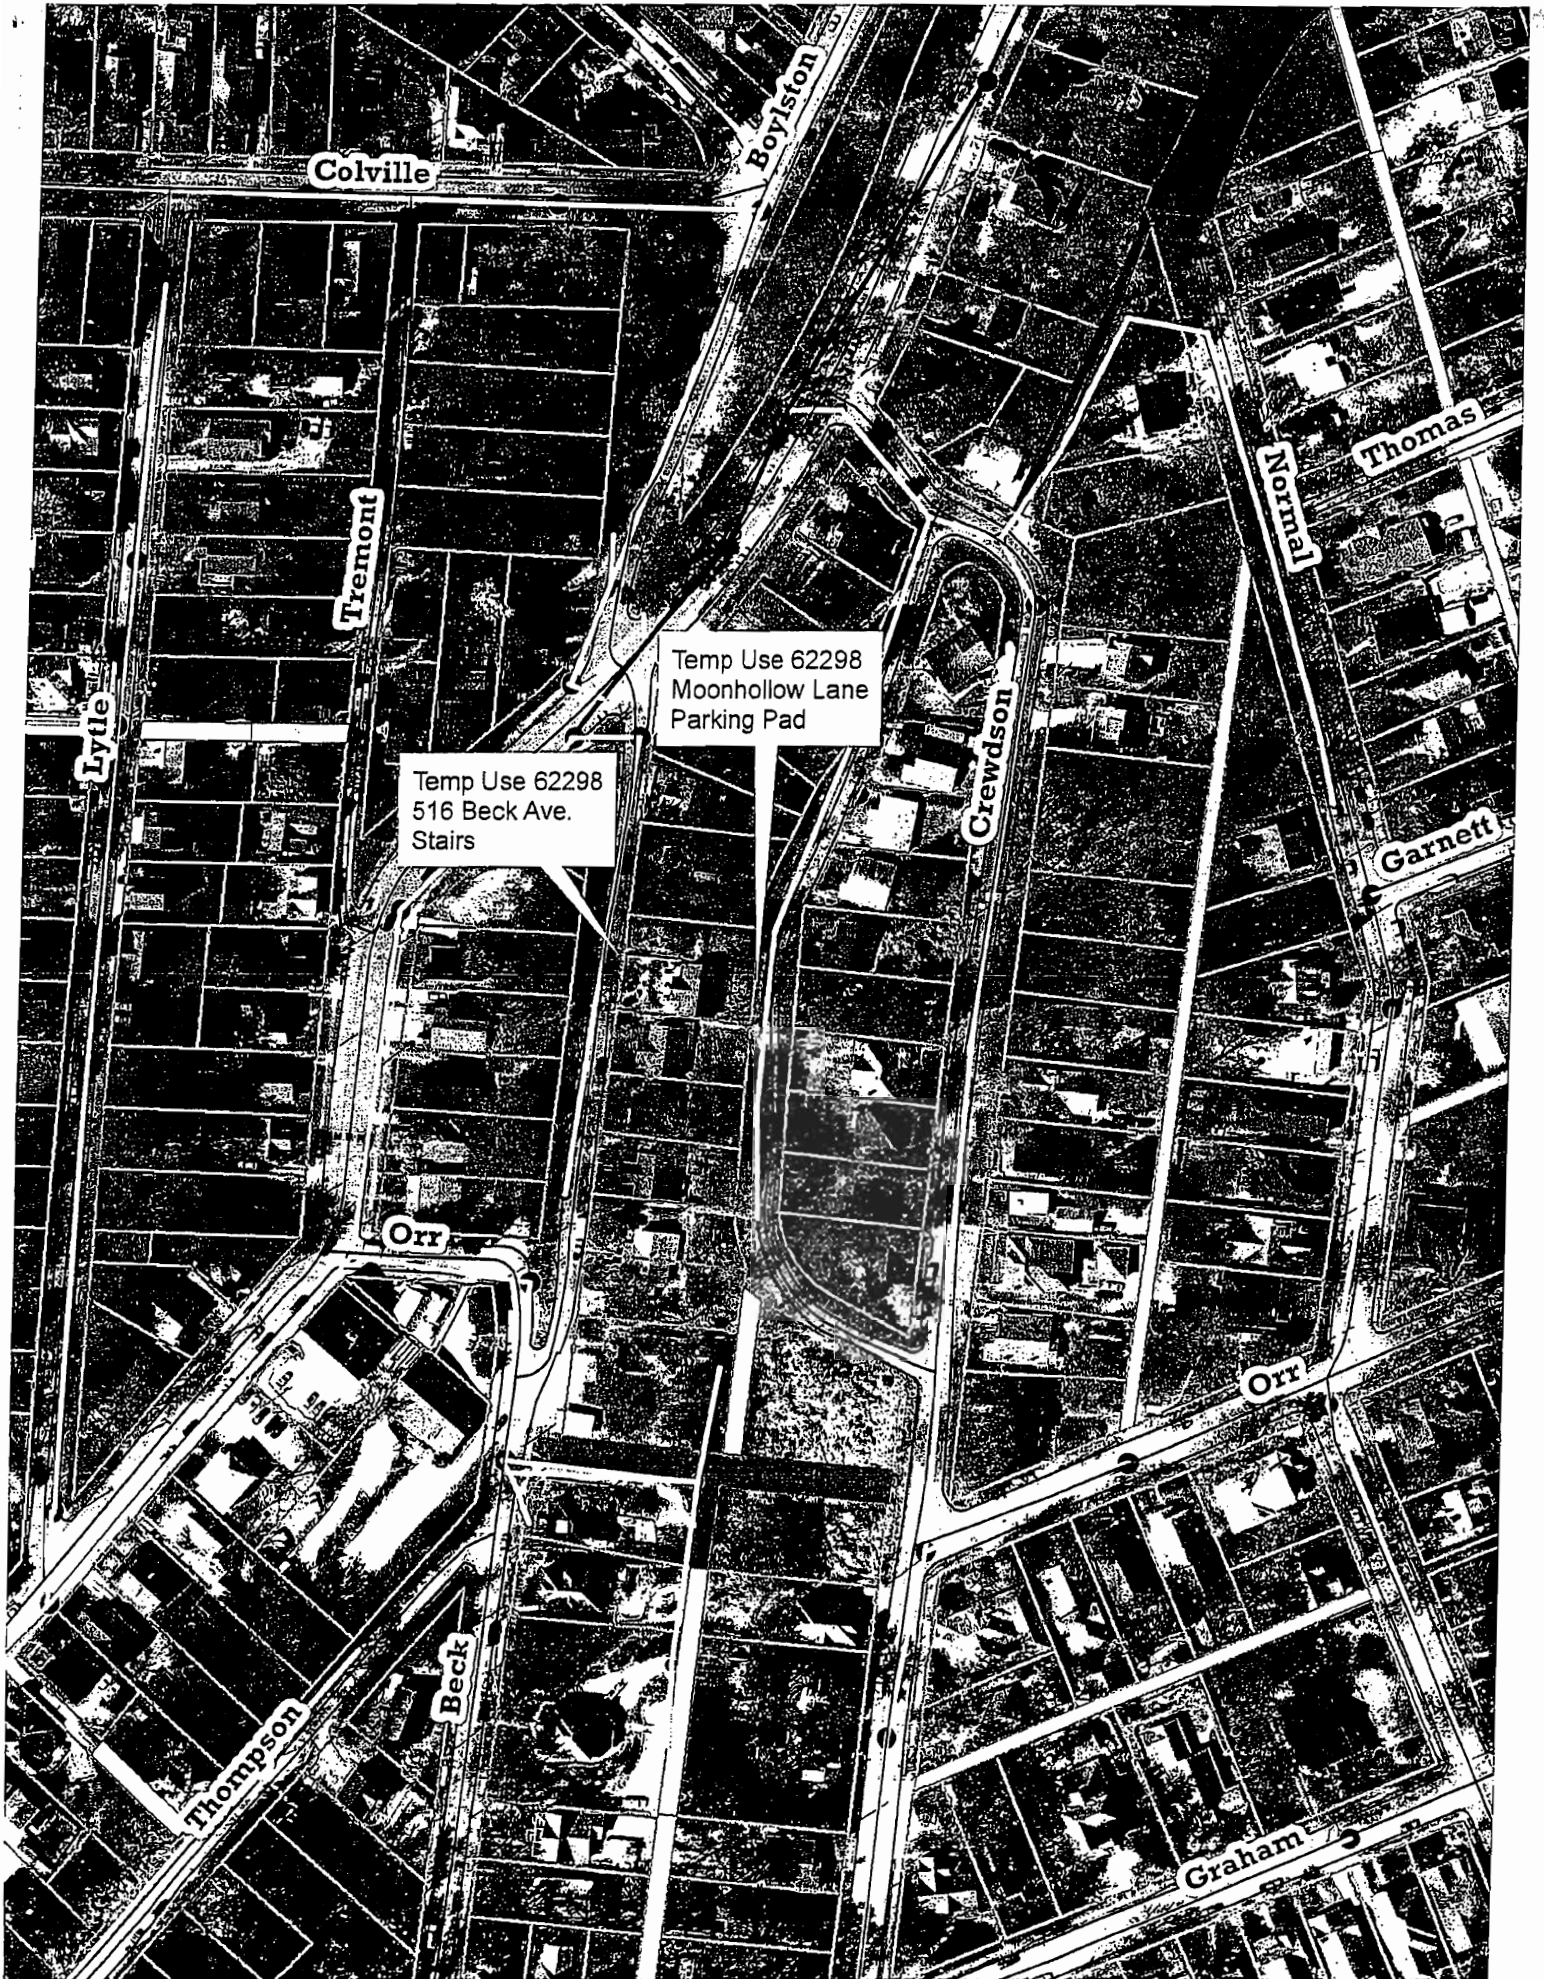 Boylston
Colville
Thomas
Normal
Tremont
Temp Use 62298
Moonhollow Lane
Parking Pad
Lytle
Crewdson
Temp Use 62298
516 Beck Ave.
Stairs
Garnett
Orr
Orr
Beck
Thompson
Graham